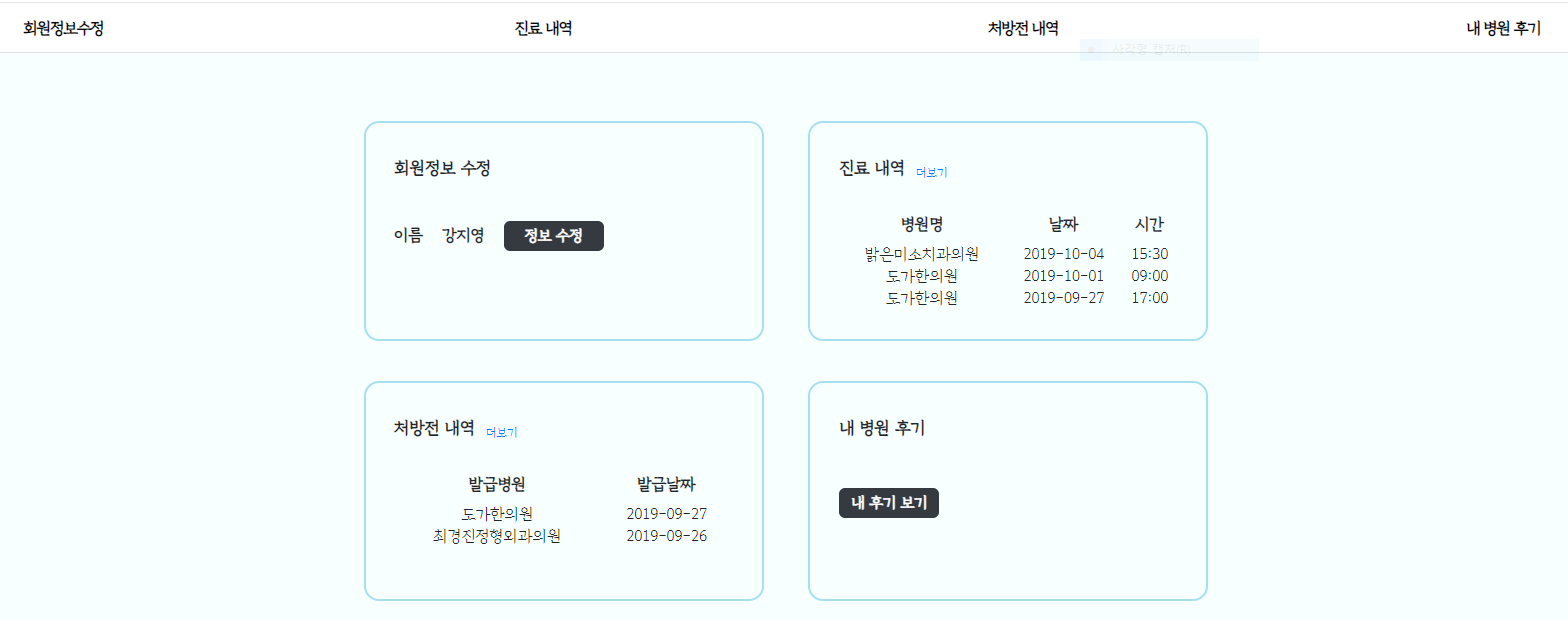 회원정보수정 진료 내역 처방전 내역 내 병원 후기
사각형 캡처(R)
회원정보 수정
이름 강지영 정보 수정
진료 내역 더보기
병원명 날짜 시간
밝은미소치과의원 2019-10-04 15:30
도가한의원 2019-10-01 09:00
도가한의원 2019-09-27 17:00
처방전 내역 더보기
발급병원 발급날짜
도가한의원 2019-09-27
최경진정형외과의원 2019-09-26
내 병원 후기
내 후기 보기